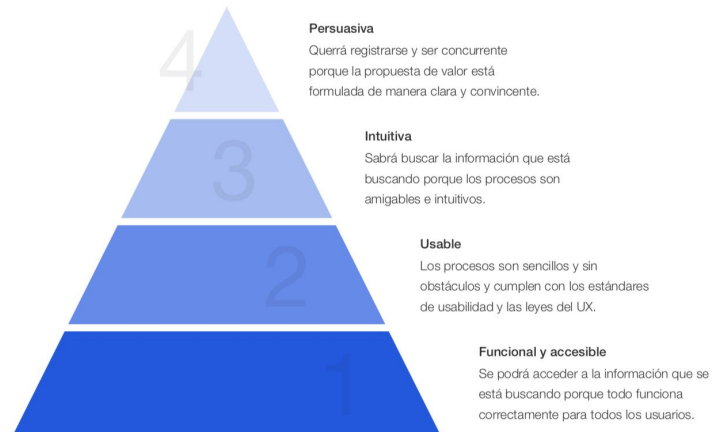 4
Persuasiva
Querrá registrarse y ser concurrente
porque la propuesta de valor está
formulada de manera clara y convincente.
3
Intuitiva
Sabrá buscar la información que está
buscando porque los procesos son
amigables e intuitivos.
2
Usable
Los procesos son sencillos y sin
obstáculos y cumplen con los estándares
de usabilidad y las leyes del UX.
1
Funcional y accesible
Se podrá acceder a la información que se
está buscando porque todo funciona
correctamente para todos los usuarios.